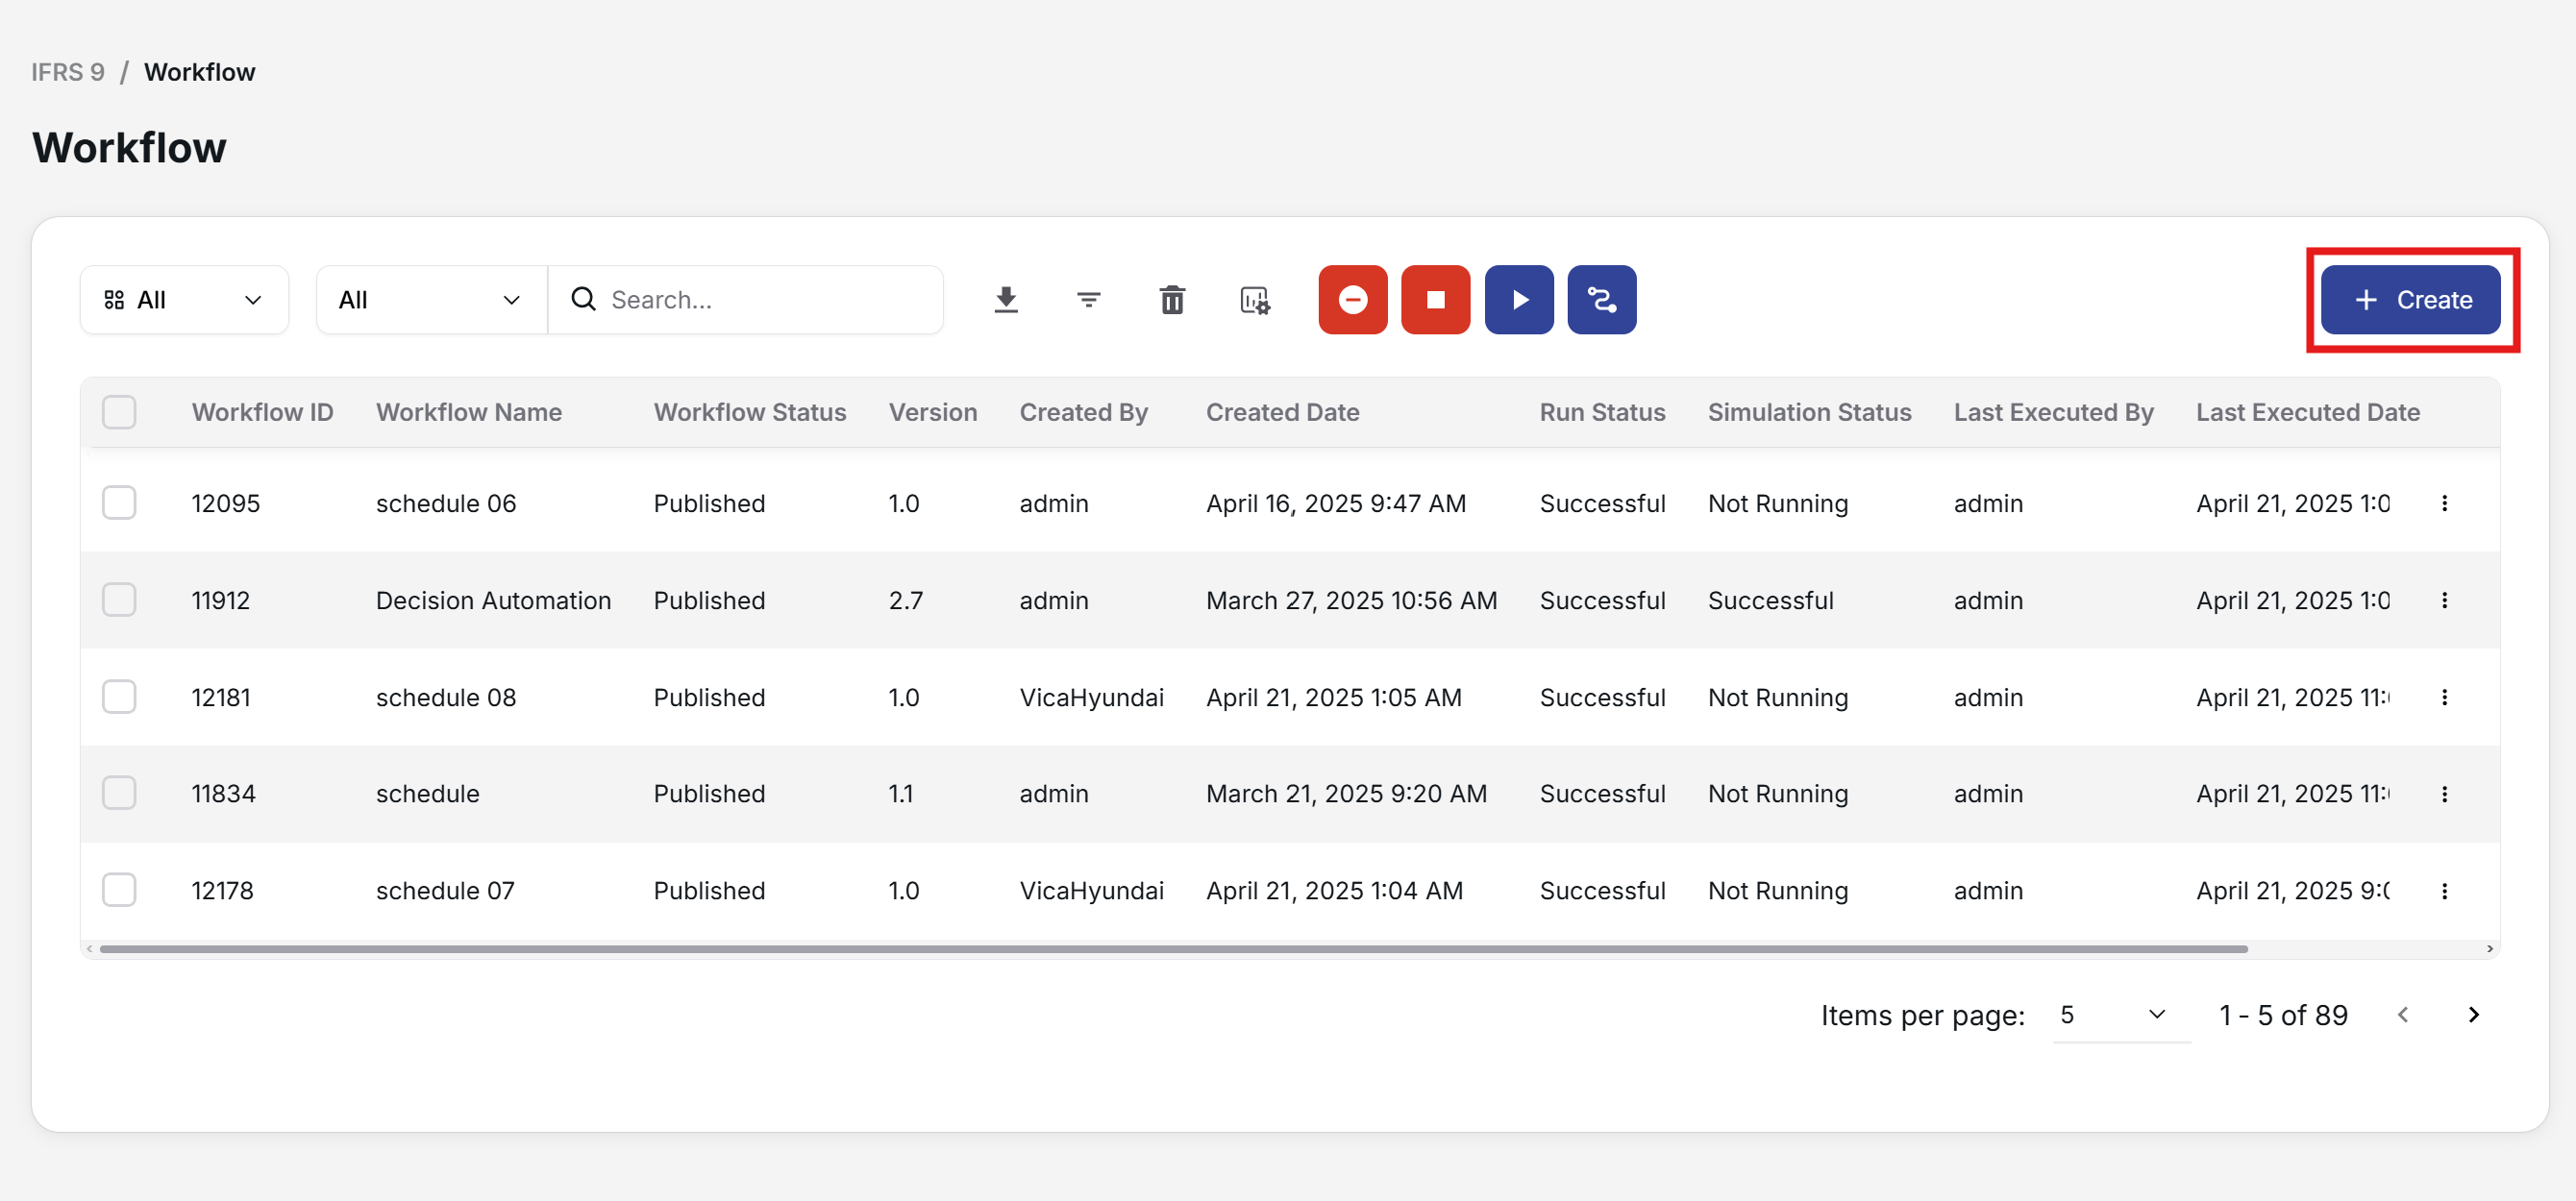 IFRS 9 / Workflow
Workflow
All
All
Search...
Create
Workflow ID Workflow Name Workflow Status Version Created By Created Date Run Status Simulation Status Last Executed By Last Executed Date
12095 schedule 06 Published 1.0 admin April 16, 2025 9:47 AM Successful Not Running admin April 21, 2025 1:0
11912 Decision Automation Published 2.7 admin March 27, 2025 10:56 AM Successful Successful admin April 21, 2025 1:0
12181 schedule 08 Published 1.0 VicaHyundai April 21, 2025 1:05 AM Successful Not Running admin April 21, 2025 11:
11834 schedule Published 1.1 admin March 21, 2025 9:20 AM Successful Not Running admin April 21, 2025 11:
12178 schedule 07 Published 1.0 VicaHyundai April 21, 2025 1:04 AM Successful Not Running admin April 21, 2025 9:
Items per page: 5 1 - 5 of 89